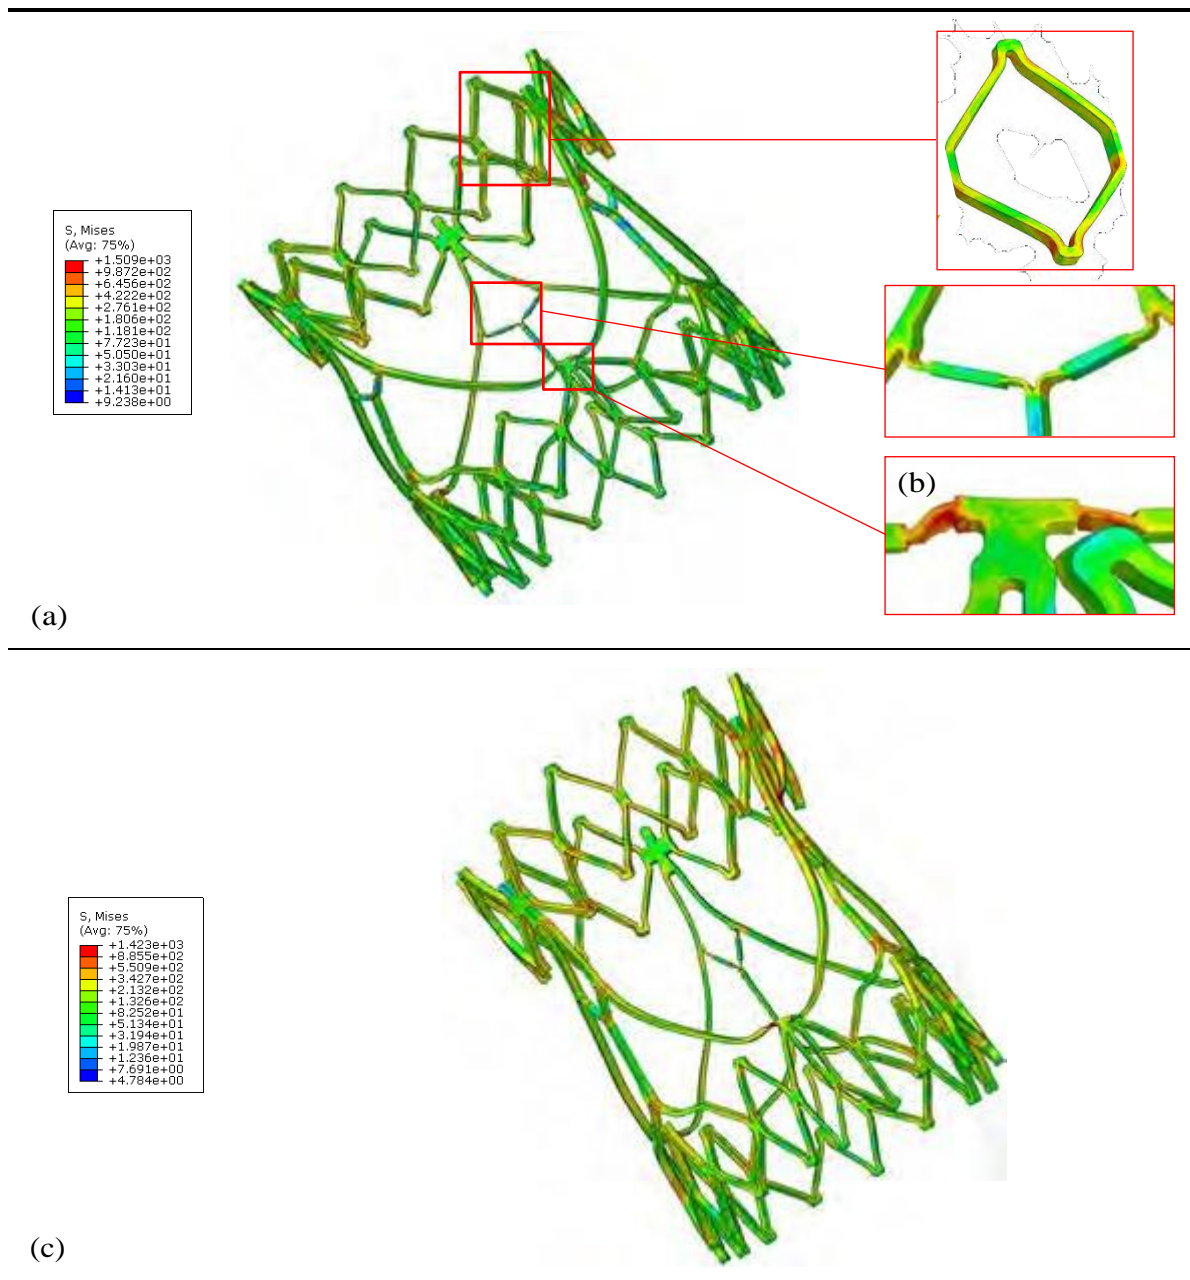 S, Mises
(Avg: 75%)
+1.509e+03
+9.872e+02
+6.456e+02
+4.222e+02
+2.761e+02
+1.806e+02
+1.181e+02
+7.723e+01
+5.050e+01
+3.303e+01
+2.160e+01
+1.413e+01
+9.238e+00
(b)
(a)
S, Mises
(Avg: 75%)
+1.423e+03
+8.855e+02
+5.509e+02
+3.427e+02
+2.132e+02
+1.326e+02
+8.252e+01
+5.134e+01
+3.194e+01
+1.987e+01
+1.236e+01
+7.691e+00
+4.784e+00
(c)